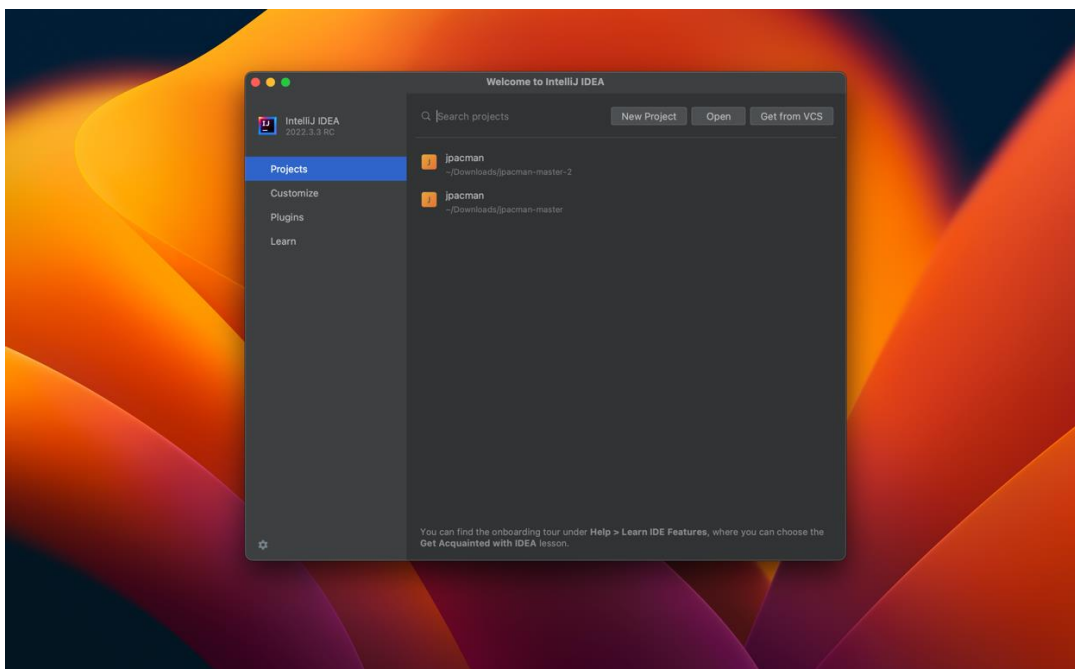 Welcome to IntelliJ IDEA
IJ
IntelliJ IDEA
2022.3.3 RC
Projects
Customize
Plugins
Learn
Search projects
New Project
Open
Get from VCS
J
jpacman
~/Downloads/jpacman-master-2
J
jpacman
~/Downloads/jpacman-master
You can find the onboarding tour under Help > Learn IDE Features, where you can choose the
Get Acquainted with IDEA lesson.